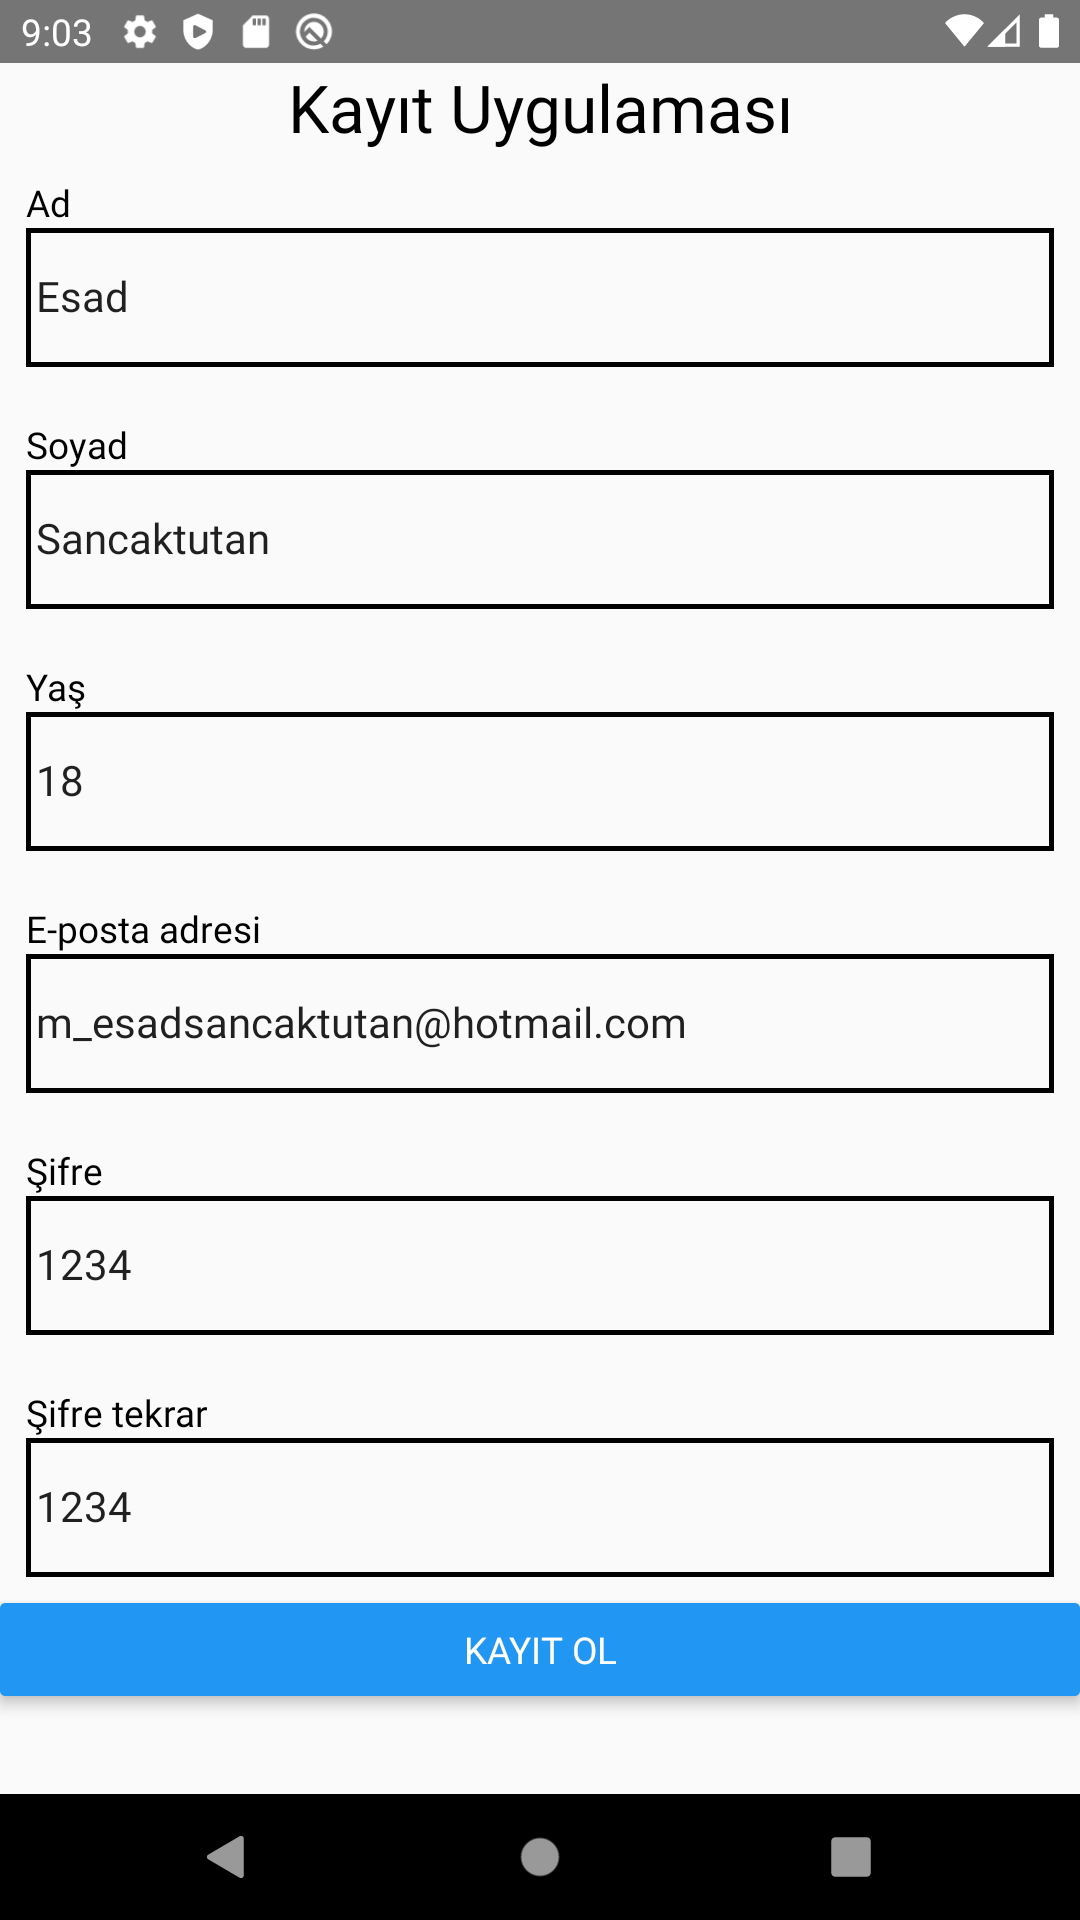 9:03
Kayıt Uygulaması
Ad
Esad
Soyad
Sancaktutan
Yaş
18
E-posta adresi
m_esadsancaktutan@hotmail.com
Şifre
1234
Şifre tekrar
1234
KAYIT OL